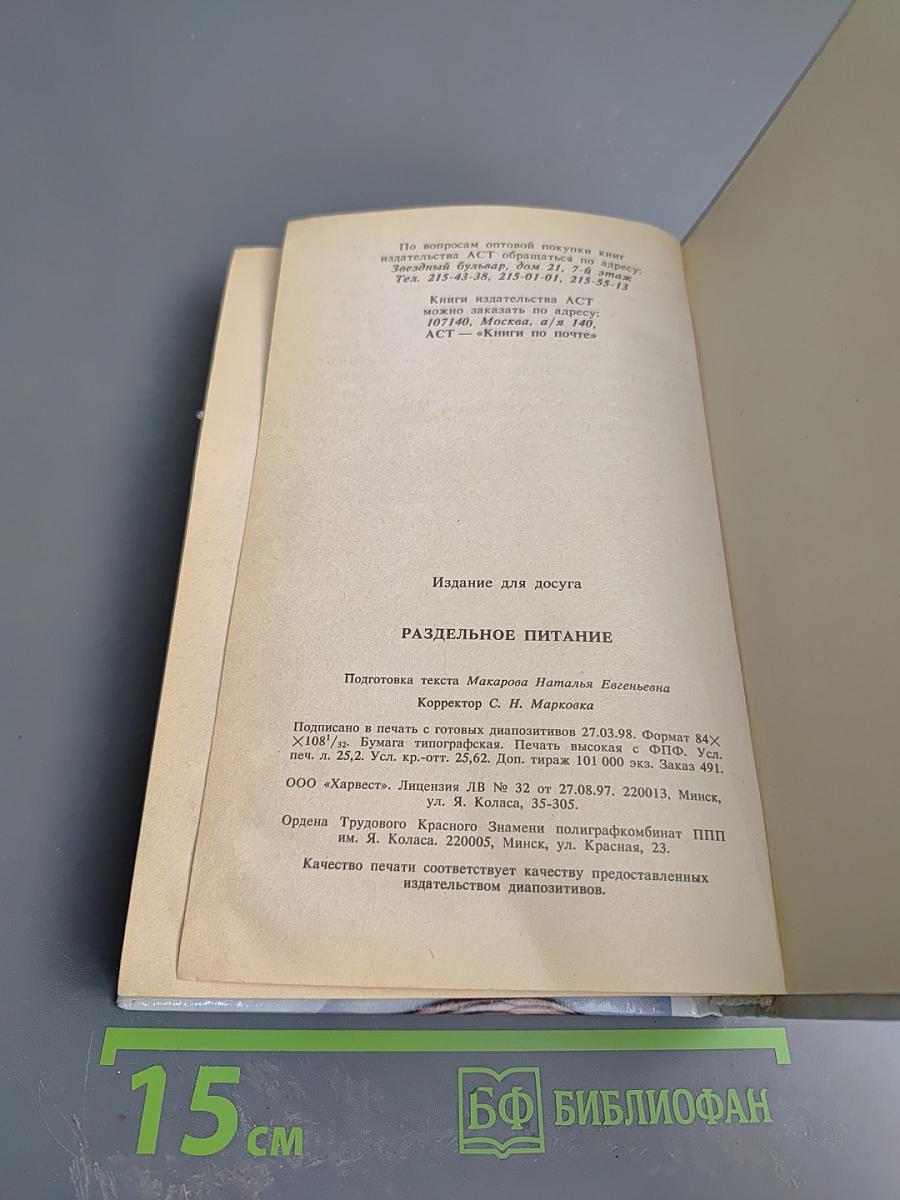 По вопросам оптовой покупки книг
издательства АСТ обращаться по адресу:
Звездный бульвар, дом 21, 7-й этаж
Тел. 215-43-38, 215-01-01, 215-55-13
Книги издательства АСТ
можно заказать по адресу:
107140, Москва, а/я 140,
АСТ — «Книги по почте»
Издание для досуга
РАЗДЕЛЬНОЕ ПИТАНИЕ
Подготовка текста Макарова Наталья Евгеньевна
Корректор С. Н. Марковка
Подписано в печать с готовых диапозитивов 27.03.98. Формат 84×
×108¹/₃₂. Бумага типографская. Печать высокая с ФПФ. Усл.
печ. л. 25,2. Усл. кр.-отт. 25,62. Доп. тираж 101 000 экз. Заказ 491.
ООО «Харвест». Лицензия ЛВ № 32 от 27.08.97. 220013, Минск,
ул. Я. Коласа, 35-305.
Ордена Трудового Красного Знамени полиграфкомбинат ППП
им. Я. Коласа. 220005, Минск, ул. Красная, 23.
Качество печати соответствует качеству предоставленных
издательством диапозитивов.
15 см
БФ БИБЛИОФАН